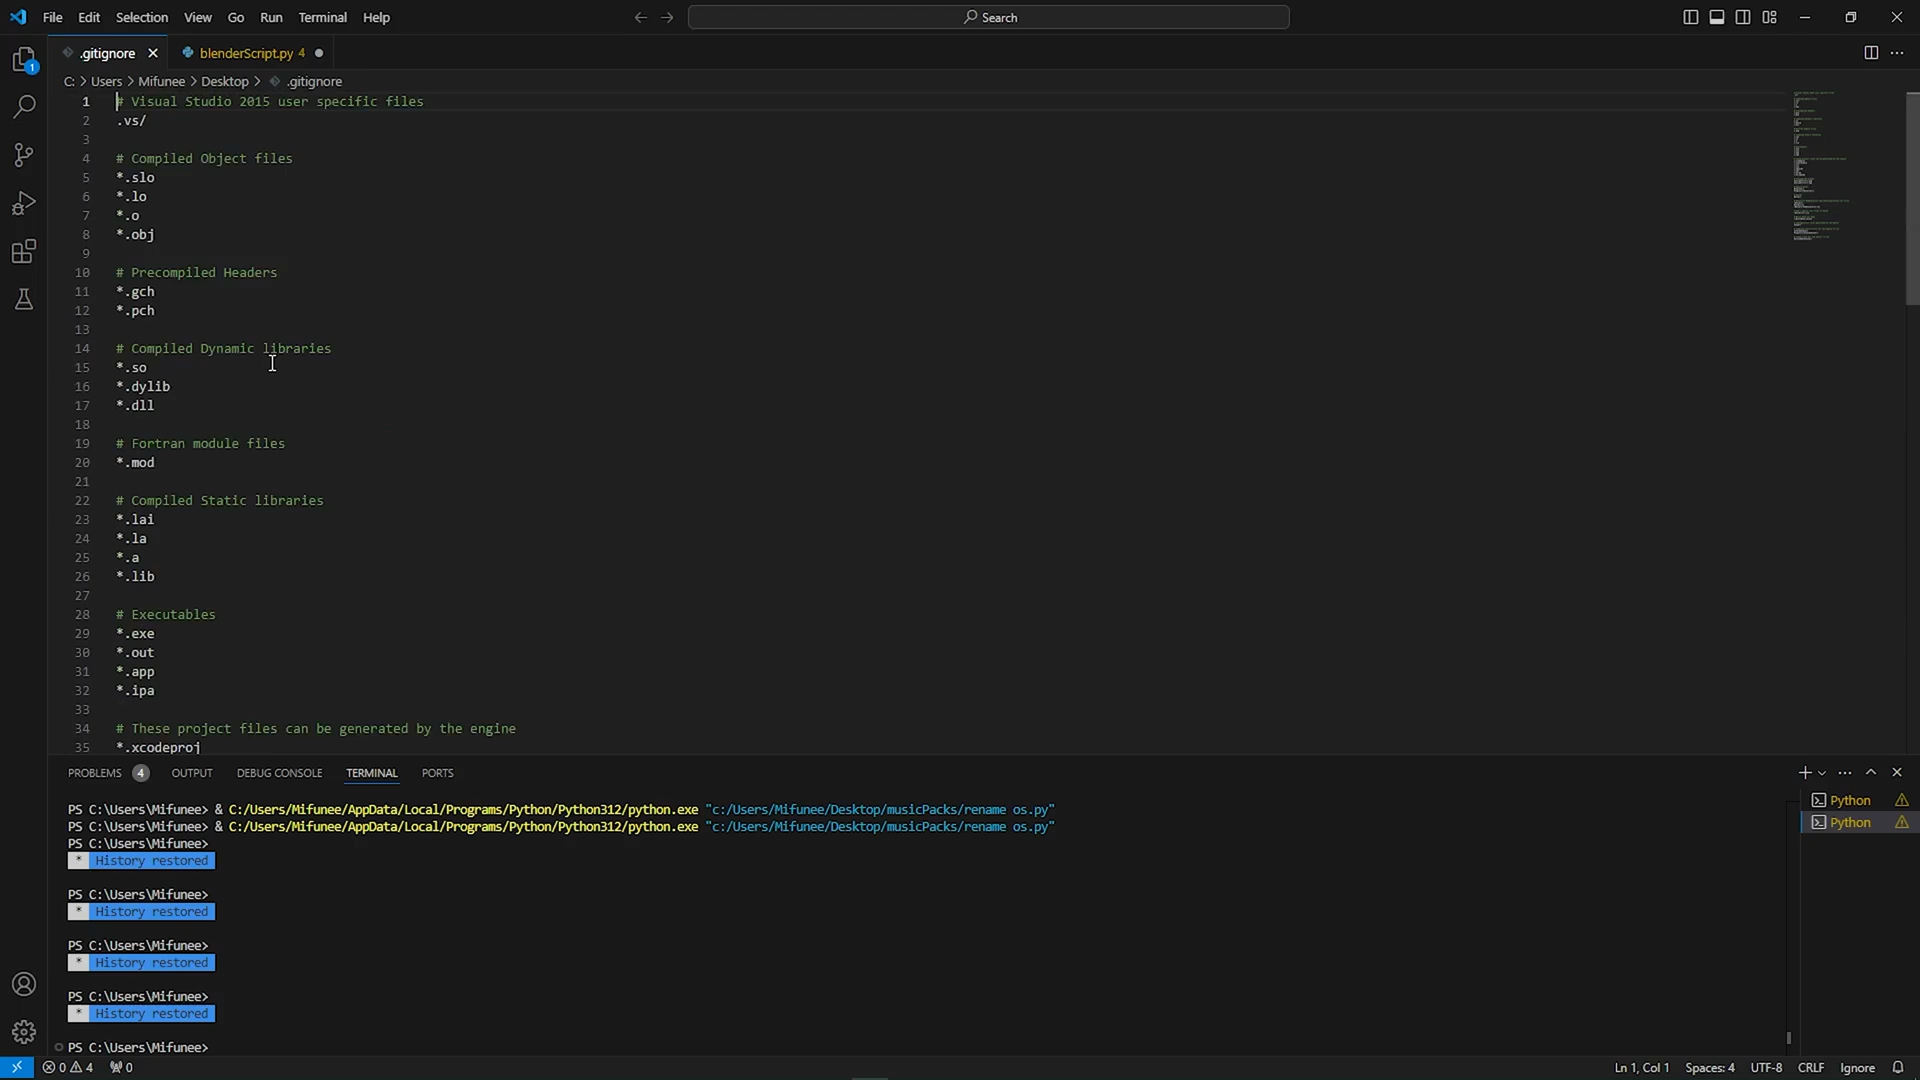 File Edit Selection View Go Run Terminal Help
Search
.gitignore
blenderScript.py 4
1
C: > Users > Mifunee > Desktop > .gitignore
1 # Visual Studio 2015 user specific files
2 .vs/
3
4 # Compiled Object files
5 *.slo
6 *.lo
7 *.o
8 *.obj
9
10 # Precompiled Headers
11 *.gch
12 *.pch
13
14 # Compiled Dynamic libraries
15 *.so
16 *.dylib
17 *.dll
18
19 # Fortran module files
20 *.mod
21
22 # Compiled Static libraries
23 *.lai
24 *.la
25 *.a
26 *.lib
27
28 # Executables
29 *.exe
30 *.out
31 *.app
32 *.ipa
33
34 # These project files can be generated by the engine
35 *.xcodeproj
PROBLEMS 4 OUTPUT DEBUG CONSOLE TERMINAL PORTS
PS C:\Users\Mifunee> & C:/Users/Mifunee/AppData/Local/Programs/Python/Python312/python.exe "c:/Users/Mifunee/Desktop/musicPacks/rename os.py"
PS C:\Users\Mifunee> & C:/Users/Mifunee/AppData/Local/Programs/Python/Python312/python.exe "c:/Users/Mifunee/Desktop/musicPacks/rename os.py"
PS C:\Users\Mifunee>
* History restored
PS C:\Users\Mifunee>
* History restored
PS C:\Users\Mifunee>
* History restored
PS C:\Users\Mifunee>
* History restored
PS C:\Users\Mifunee>
Python
Python
0 4 0
Ln 1, Col 1 Spaces: 4 UTF-8 CRLF Ignore